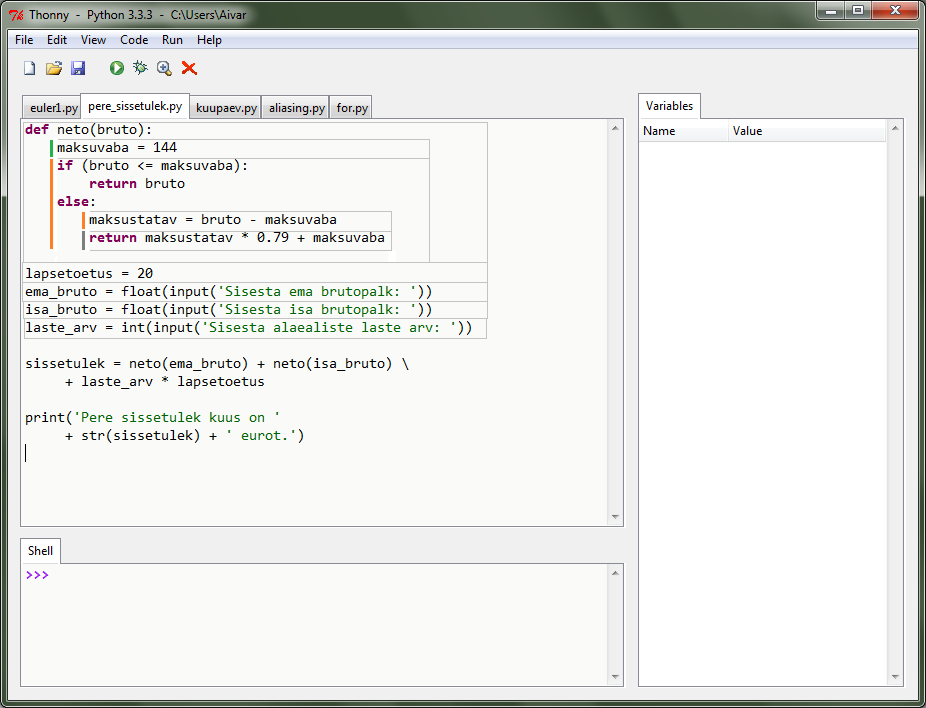 Thonny - Python 3.3.3 - C:\Users\Aivar
File Edit View Code Run Help
euler1.py pere_sissetulek.py kuupaev.py aliasing.py for.py
def neto(bruto):
    maksuvaba = 144
    if (bruto <= maksuvaba):
        return bruto
    else:
        maksustatav = bruto - maksuvaba
        return maksustatav * 0.79 + maksuvaba
lapsetoetus = 20
ema_bruto = float(input('Sisesta ema brutopalk: '))
isa_bruto = float(input('Sisesta isa brutopalk: '))
laste_arv = int(input('Sisesta alaealiste laste arv: '))
sissetulek = neto(ema_bruto) + neto(isa_bruto) \
     + laste_arv * lapsetoetus
print('Pere sissetulek kuus on '
     + str(sissetulek) + ' eurot.')
Shell
>>>
Variables
Name Value